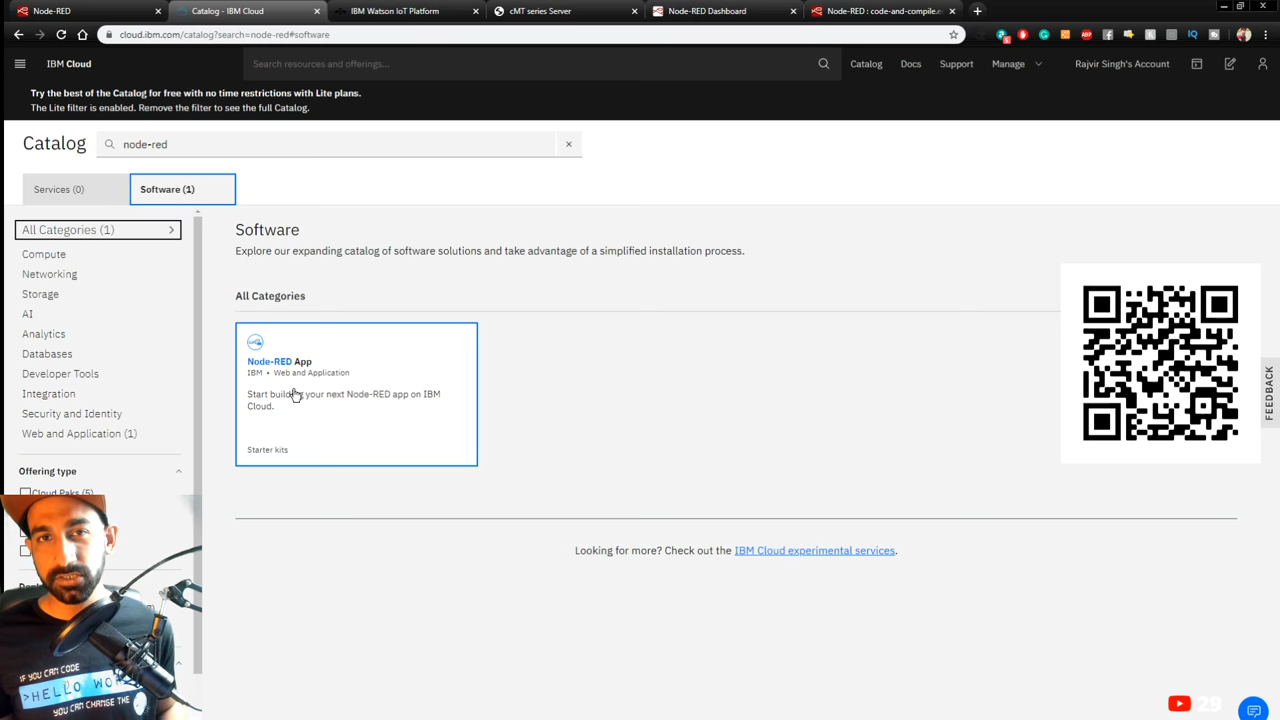 Node-RED
Catalog - IBM Cloud
IBM Watson IoT Platform
cMT series Server
Node-RED Dashboard
Node-RED : code-and-compile.e
cloud.ibm.com/catalog?search=node-red#software
IBM Cloud
Search resources and offerings...
Catalog
Docs
Support
Manage
Rajvir Singh's Account
Try the best of the Catalog for free with no time restrictions with Lite plans.
The Lite filter is enabled. Remove the filter to see the full Catalog.
Catalog
node-red
Services (0)
Software (1)
All Categories (1)
Compute
Networking
Storage
AI
Analytics
Databases
Developer Tools
Integration
Security and Identity
Web and Application (1)
Offering type
Cloud Paks (5)
Software
Explore our expanding catalog of software solutions and take advantage of a simplified installation process.
All Categories
Node-RED App
IBM • Web and Application
Start building your next Node-RED app on IBM
Cloud.
Starter kits
Looking for more? Check out the IBM Cloud experimental services.
FEEDBACK
IF YOU CAN CODE
>HELLO WO
YOU CAN CHANGE THE
29